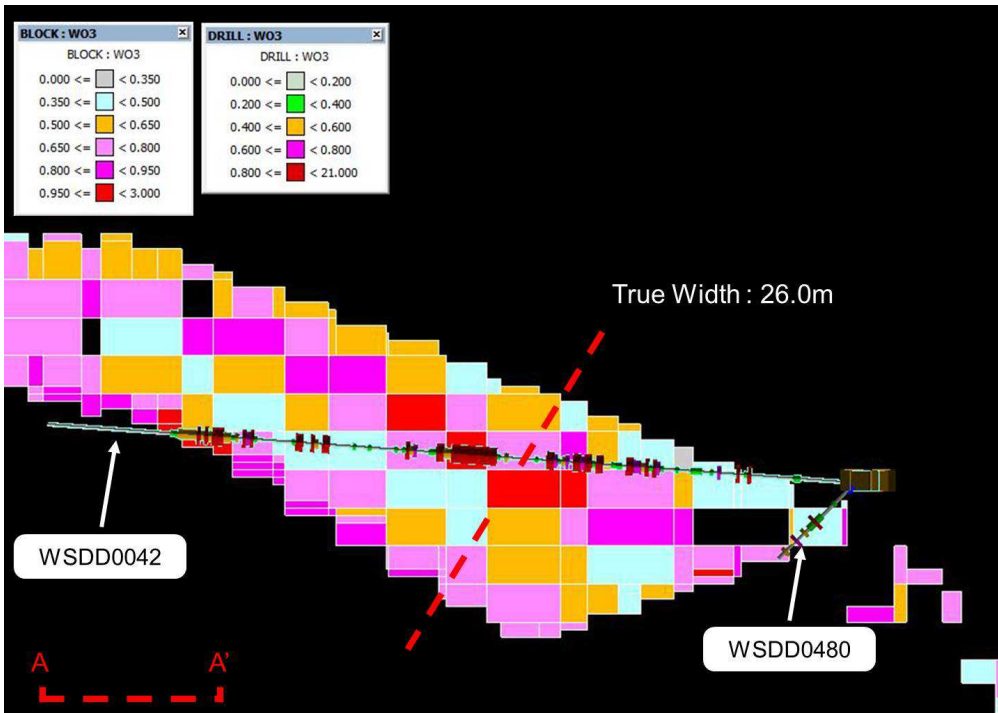 BLOCK : WO3
BLOCK : WO3
0.000 <= < 0.350
0.350 <= < 0.500
0.500 <= < 0.650
0.650 <= < 0.800
0.800 <= < 0.950
0.950 <= < 3.000
DRILL : WO3
DRILL : WO3
0.000 <= < 0.200
0.200 <= < 0.400
0.400 <= < 0.600
0.600 <= < 0.800
0.800 <= < 21.000
True Width : 26.0m
WSDD0042
WSDD0480
A A’